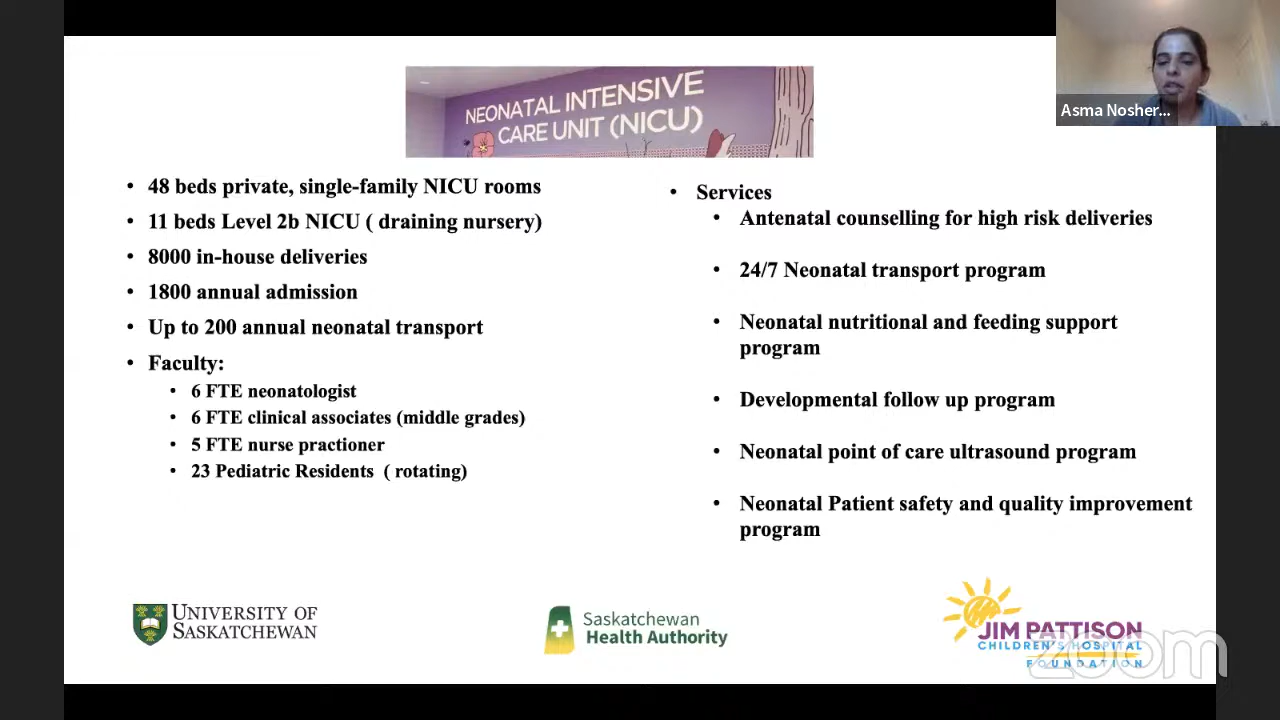 Asma Nosher...
NEONATAL INTENSIVE
CARE UNIT (NICU)
• 48 beds private, single-family NICU rooms
• 11 beds Level 2b NICU ( draining nursery)
• 8000 in-house deliveries
• 1800 annual admission
• Up to 200 annual neonatal transport
• Faculty:
• 6 FTE neonatologist
• 6 FTE clinical associates (middle grades)
• 5 FTE nurse practioner
• 23 Pediatric Residents ( rotating)
• Services
• Antenatal counselling for high risk deliveries
• 24/7 Neonatal transport program
• Neonatal nutritional and feeding support
program
• Developmental follow up program
• Neonatal point of care ultrasound program
• Neonatal Patient safety and quality improvement
program
UNIVERSITY OF
SASKATCHEWAN
Saskatchewan
Health Authority
JIM PATTISON
CHILDREN'S HOSPITAL
FOUNDATION
zoom